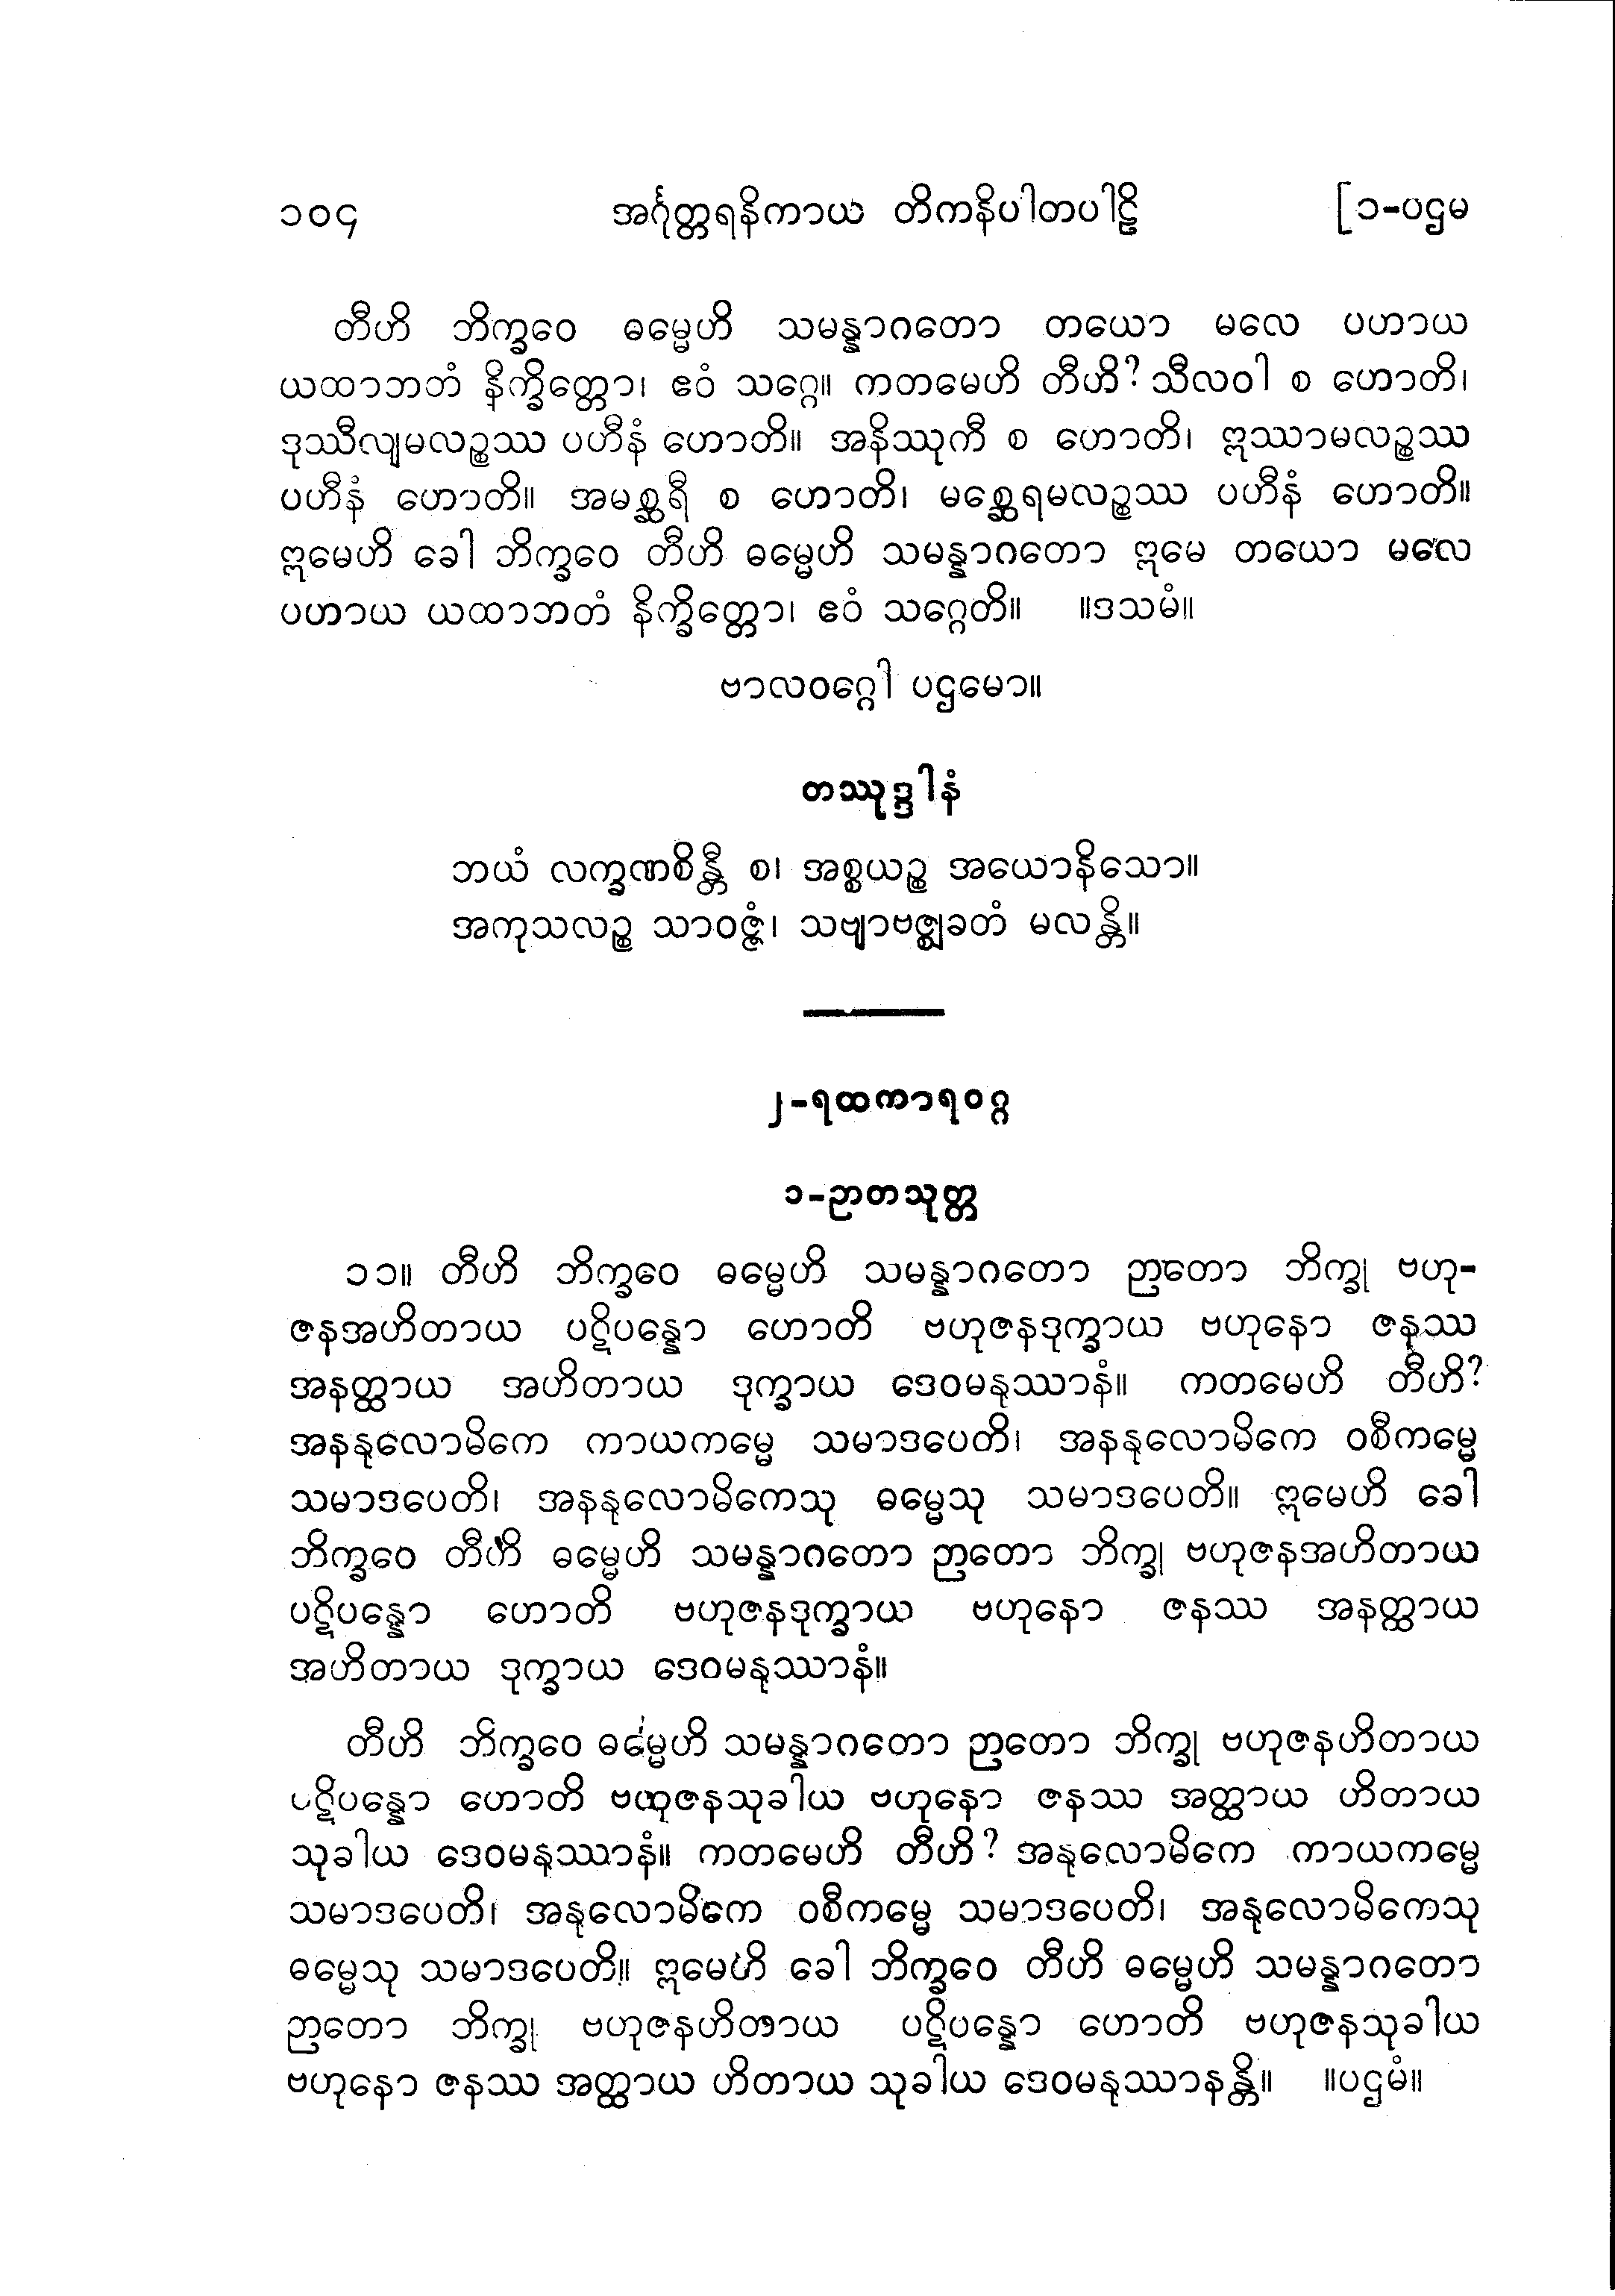 ၁၀၄ အင်္ဂုတ္တရနိကာယ တိကနိပါတပါဠိ [၁-ပဌမ
တီဟိ ဘိက္ခဝေ ဓမ္မေဟိ သမန္နာဂတော တယော မလေ ပဟာယ
ယထာဘတံ နိက္ခိတ္တော၊ ဧဝံ သဂ္ဂေ။ ကတမေဟိ တီဟိ? သီလဝါ စ ဟောတိ၊
ဒုဿီလျမလဉ္စဿ ပဟီနံ ဟောတိ။ အနိဿုကီ စ ဟောတိ၊ ဣဿာမလဉ္စဿ
ပဟီနံ ဟောတိ။ အမစ္ဆရီ စ ဟောတိ၊ မစ္ဆေရမလဉ္စဿ ပဟီနံ ဟောတိ။
ဣမေဟိ ခေါ ဘိက္ခဝေ တီဟိ ဓမ္မေဟိ သမန္နာဂတော ဣမေ တယော မလေ
ပဟာယ ယထာဘတံ နိက္ခိတ္တော၊ ဧဝံ သဂ္ဂေတိ။ ။ဒသမံ။
ဗာလဝဂ္ဂေါ ပဌမော။
တဿုဒ္ဒါနံ
ဘယံ လက္ခဏစိန္တီ စ၊ အစ္စယဉ္စ အယောနိသော။
အကုသလဉ္စ သာဝဇ္ဇံ၊ သဗျာဗဇ္ဈခတံ မလန္တိ။
၂-ရထကာရဝဂ္ဂ
၁-ဉာတသုတ္တ
၁၁။ တီဟိ ဘိက္ခဝေ ဓမ္မေဟိ သမန္နာဂတော ဉာတော ဘိက္ခု ဗဟု-
ဇနအဟိတာယ ပဋိပန္နော ဟောတိ ဗဟုဇနဒုက္ခာယ ဗဟုနော ဇနဿ
အနတ္ထာယ အဟိတာယ ဒုက္ခာယ ဒေဝမနုဿာနံ။ ကတမေဟိ တီဟိ?
အနနုလောမိကေ ကာယကမ္မေ သမာဒပေတိ၊ အနနုလောမိကေ ဝစီကမ္မေ
သမာဒပေတိ၊ အနနုလောမိကေသု ဓမ္မေသု သမာဒပေတိ။ ဣမေဟိ ခေါ
ဘိက္ခဝေ တီဟိ ဓမ္မေဟိ သမန္နာဂတော ဉာတော ဘိက္ခု ဗဟုဇနအဟိတာယ
ပဋိပန္နော ဟောတိ ဗဟုဇနဒုက္ခာယ ဗဟုနော ဇနဿ အနတ္ထာယ
အဟိတာယ ဒုက္ခာယ ဒေဝမနုဿာနံ။
တီဟိ ဘိက္ခဝေ ဓမ္မေဟိ သမန္နာဂတော ဉာတော ဘိက္ခု ဗဟုဇနဟိတာယ
ပဋိပန္နော ဟောတိ ဗဟုဇနသုခါယ ဗဟုနော ဇနဿ အတ္ထာယ ဟိတာယ
သုခါယ ဒေဝမနုဿာနံ။ ကတမေဟိ တီဟိ? အနုလောမိကေ ကာယကမ္မေ
သမာဒပေတိ၊ အနုလောမိကေ ဝစီကမ္မေ သမာဒပေတိ၊ အနုလောမိကေသု
ဓမ္မေသု သမာဒပေတိ။ ဣမေဟိ ခေါ ဘိက္ခဝေ တီဟိ ဓမ္မေဟိ သမန္နာဂတော
ဉာတော ဘိက္ခု ဗဟုဇနဟိတာယ ပဋိပန္နော ဟောတိ ဗဟုဇနသုခါယ
ဗဟုနော ဇနဿ အတ္ထာယ ဟိတာယ သုခါယ ဒေဝမနုဿာနန္တိ။ ။ပဌမံ။